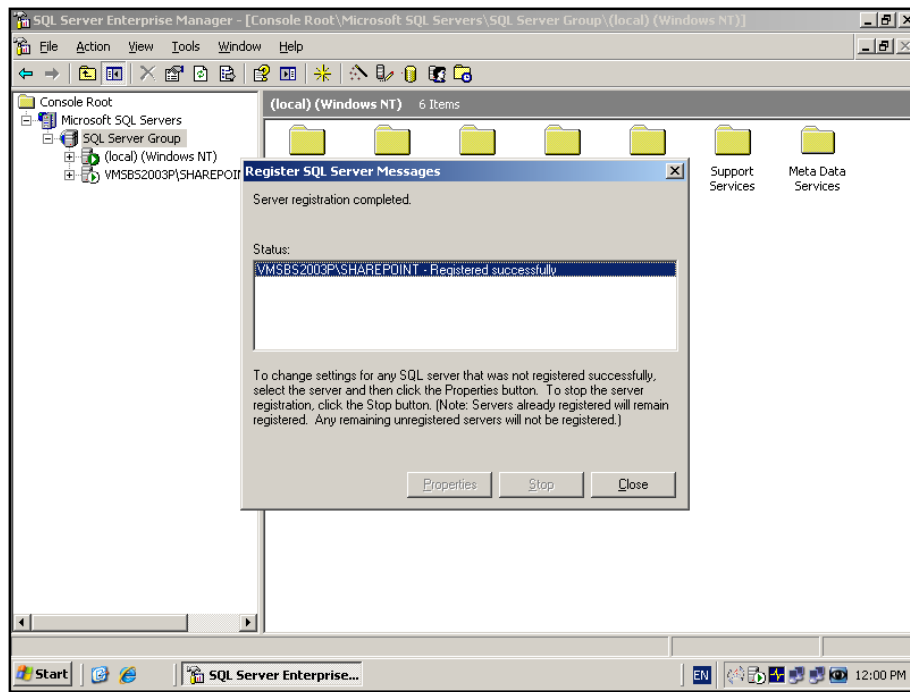 SQL Server Enterprise Manager - [Console Root\Microsoft SQL Servers\SQL Server Group\(local) (Windows NT)]
File Action View Tools Window Help
Console Root
Microsoft SQL Servers
SQL Server Group
(local) (Windows NT)
VMSBS2003P\SHAREPOI
(local) (Windows NT) 6 Items
Support
Services
Meta Data
Services
Register SQL Server Messages
Server registration completed.
Status:
VMSBS2003P\SHAREPOINT - Registered successfully
To change settings for any SQL server that was not registered successfully,
select the server and then click the Properties button. To stop the server
registration, click the Stop button. (Note: Servers already registered will remain
registered. Any remaining unregistered servers will not be registered.)
Properties Stop Close
Start SQL Server Enterprise... EN 12:00 PM